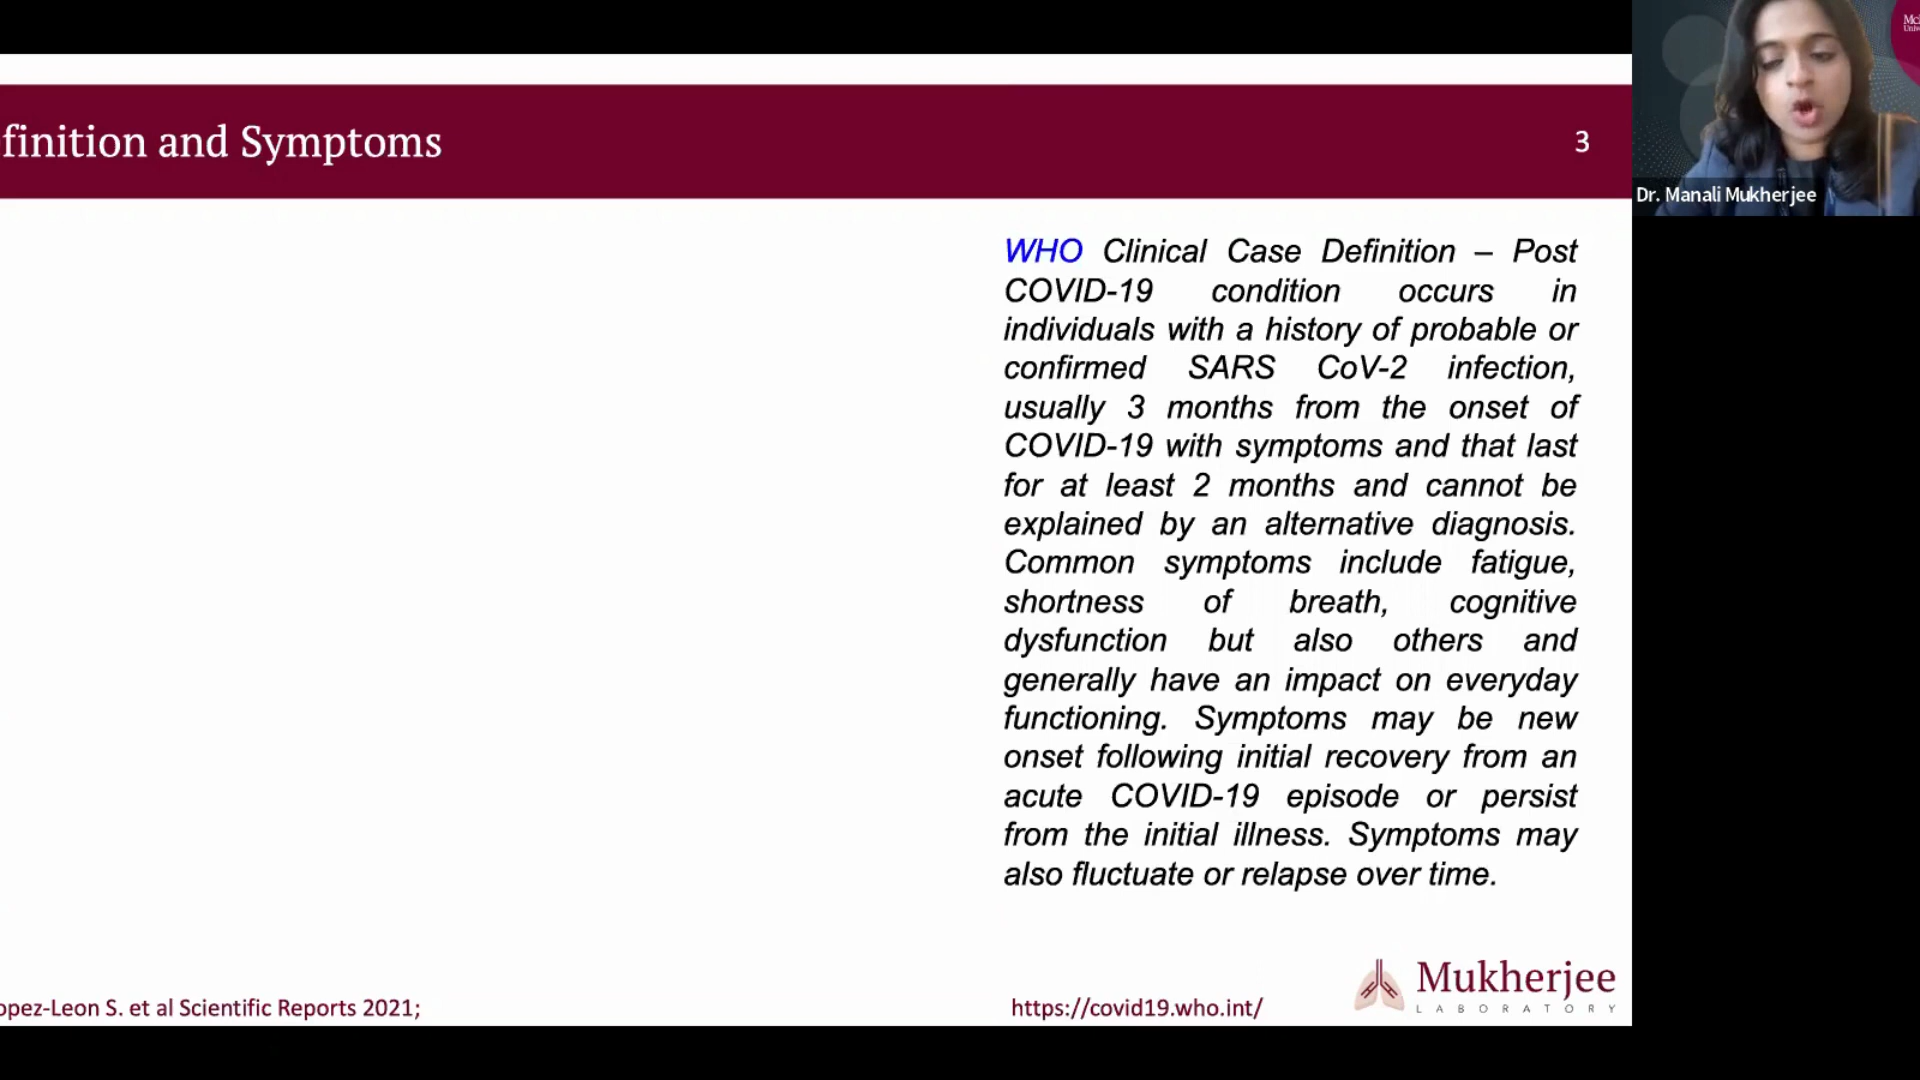 finition and Symptoms
3
Dr. Manali Mukherjee
WHO Clinical Case Definition – Post
COVID-19 condition occurs in
individuals with a history of probable or
confirmed SARS CoV-2 infection,
usually 3 months from the onset of
COVID-19 with symptoms and that last
for at least 2 months and cannot be
explained by an alternative diagnosis.
Common symptoms include fatigue,
shortness of breath, cognitive
dysfunction but also others and
generally have an impact on everyday
functioning. Symptoms may be new
onset following initial recovery from an
acute COVID-19 episode or persist
from the initial illness. Symptoms may
also fluctuate or relapse over time.
opez-Leon S. et al Scientific Reports 2021;
https://covid19.who.int/
Mukherjee
LABORATORY